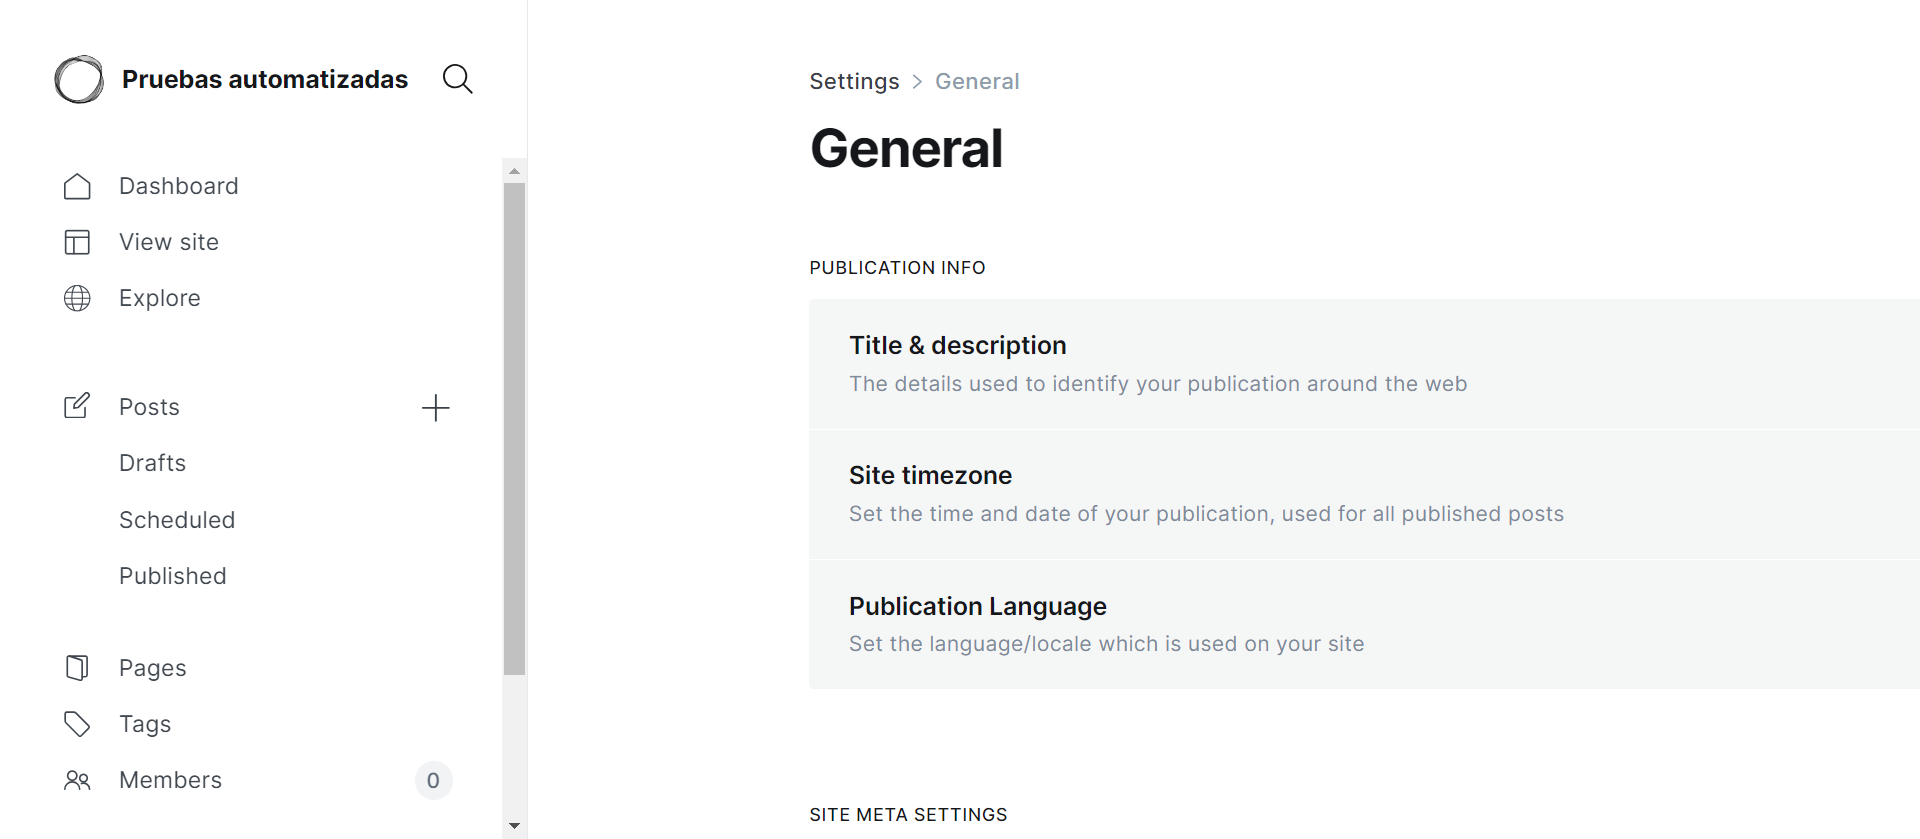 Pruebas automatizadas
Dashboard
View site
Explore
Posts
Drafts
Scheduled
Published
Pages
Tags
Members
0
Settings > General
General
PUBLICATION INFO
Title & description
The details used to identify your publication around the web
Site timezone
Set the time and date of your publication, used for all published posts
Publication Language
Set the language/locale which is used on your site
SITE META SETTINGS